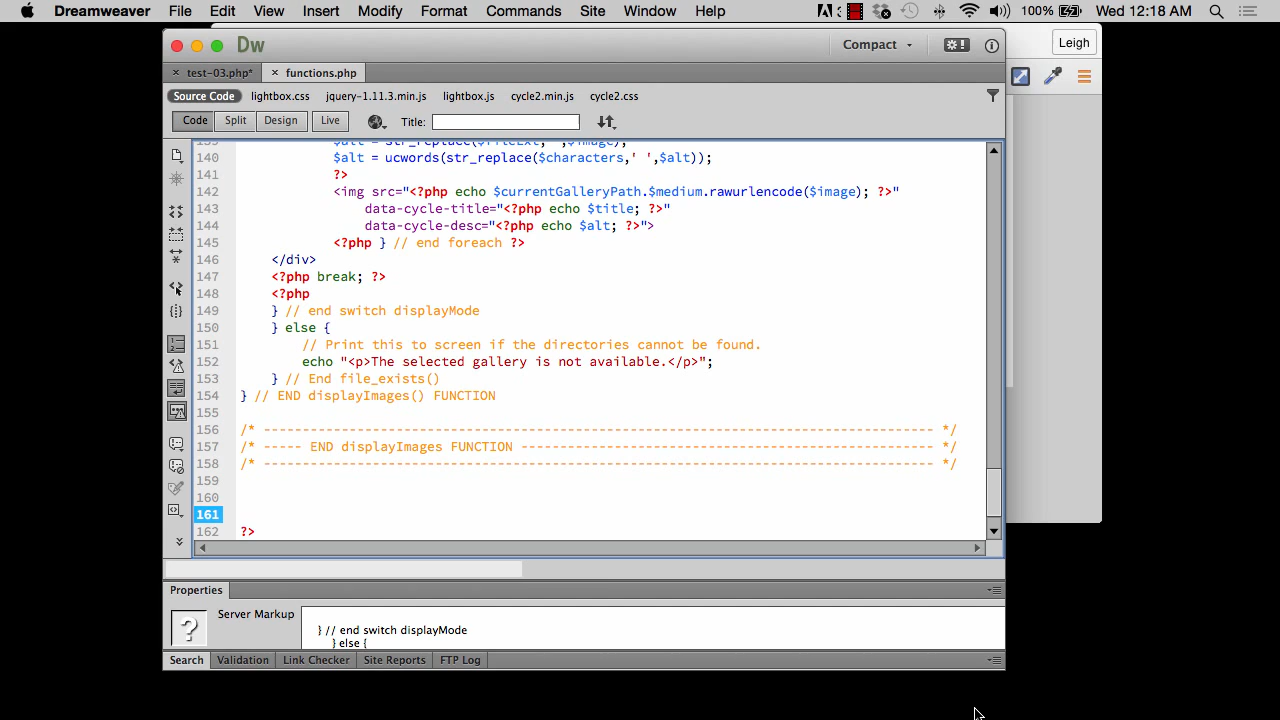 Dreamweaver File Edit View Insert Modify Format Commands Site Window Help 3 100% Wed 12:18 AM
Dw Compact Leigh
test-03.php* functions.php
Source Code lightbox.css jquery-1.11.3.min.js lightbox.js cycle2.min.js cycle2.css
Code Split Design Live Title:
139 $alt = str_replace($fileExt,'',$image);
140 $alt = ucwords(str_replace($characters,' ',$alt));
141 ?>
142 <img src="<?php echo $currentGalleryPath.$medium.rawurlencode($image); ?>"
143 data-cycle-title="<?php echo $title; ?>"
144 data-cycle-desc="<?php echo $alt; ?>">
145 <?php } // end foreach ?>
146 </div>
147 <?php break; ?>
148 <?php
149 } // end switch displayMode
150 } else {
151 // Print this to screen if the directories cannot be found.
152 echo "<p>The selected gallery is not available.</p>";
153 } // End file_exists()
154 } // END displayImages() FUNCTION
155
156 /* -------------------------------------------------------------------------------------- */
157 /* ----- END displayImages FUNCTION ----------------------------------------------------- */
158 /* -------------------------------------------------------------------------------------- */
159
160
161
162 ?>
Properties
Server Markup
?
} // end switch displayMode
} else {
Search Validation Link Checker Site Reports FTP Log